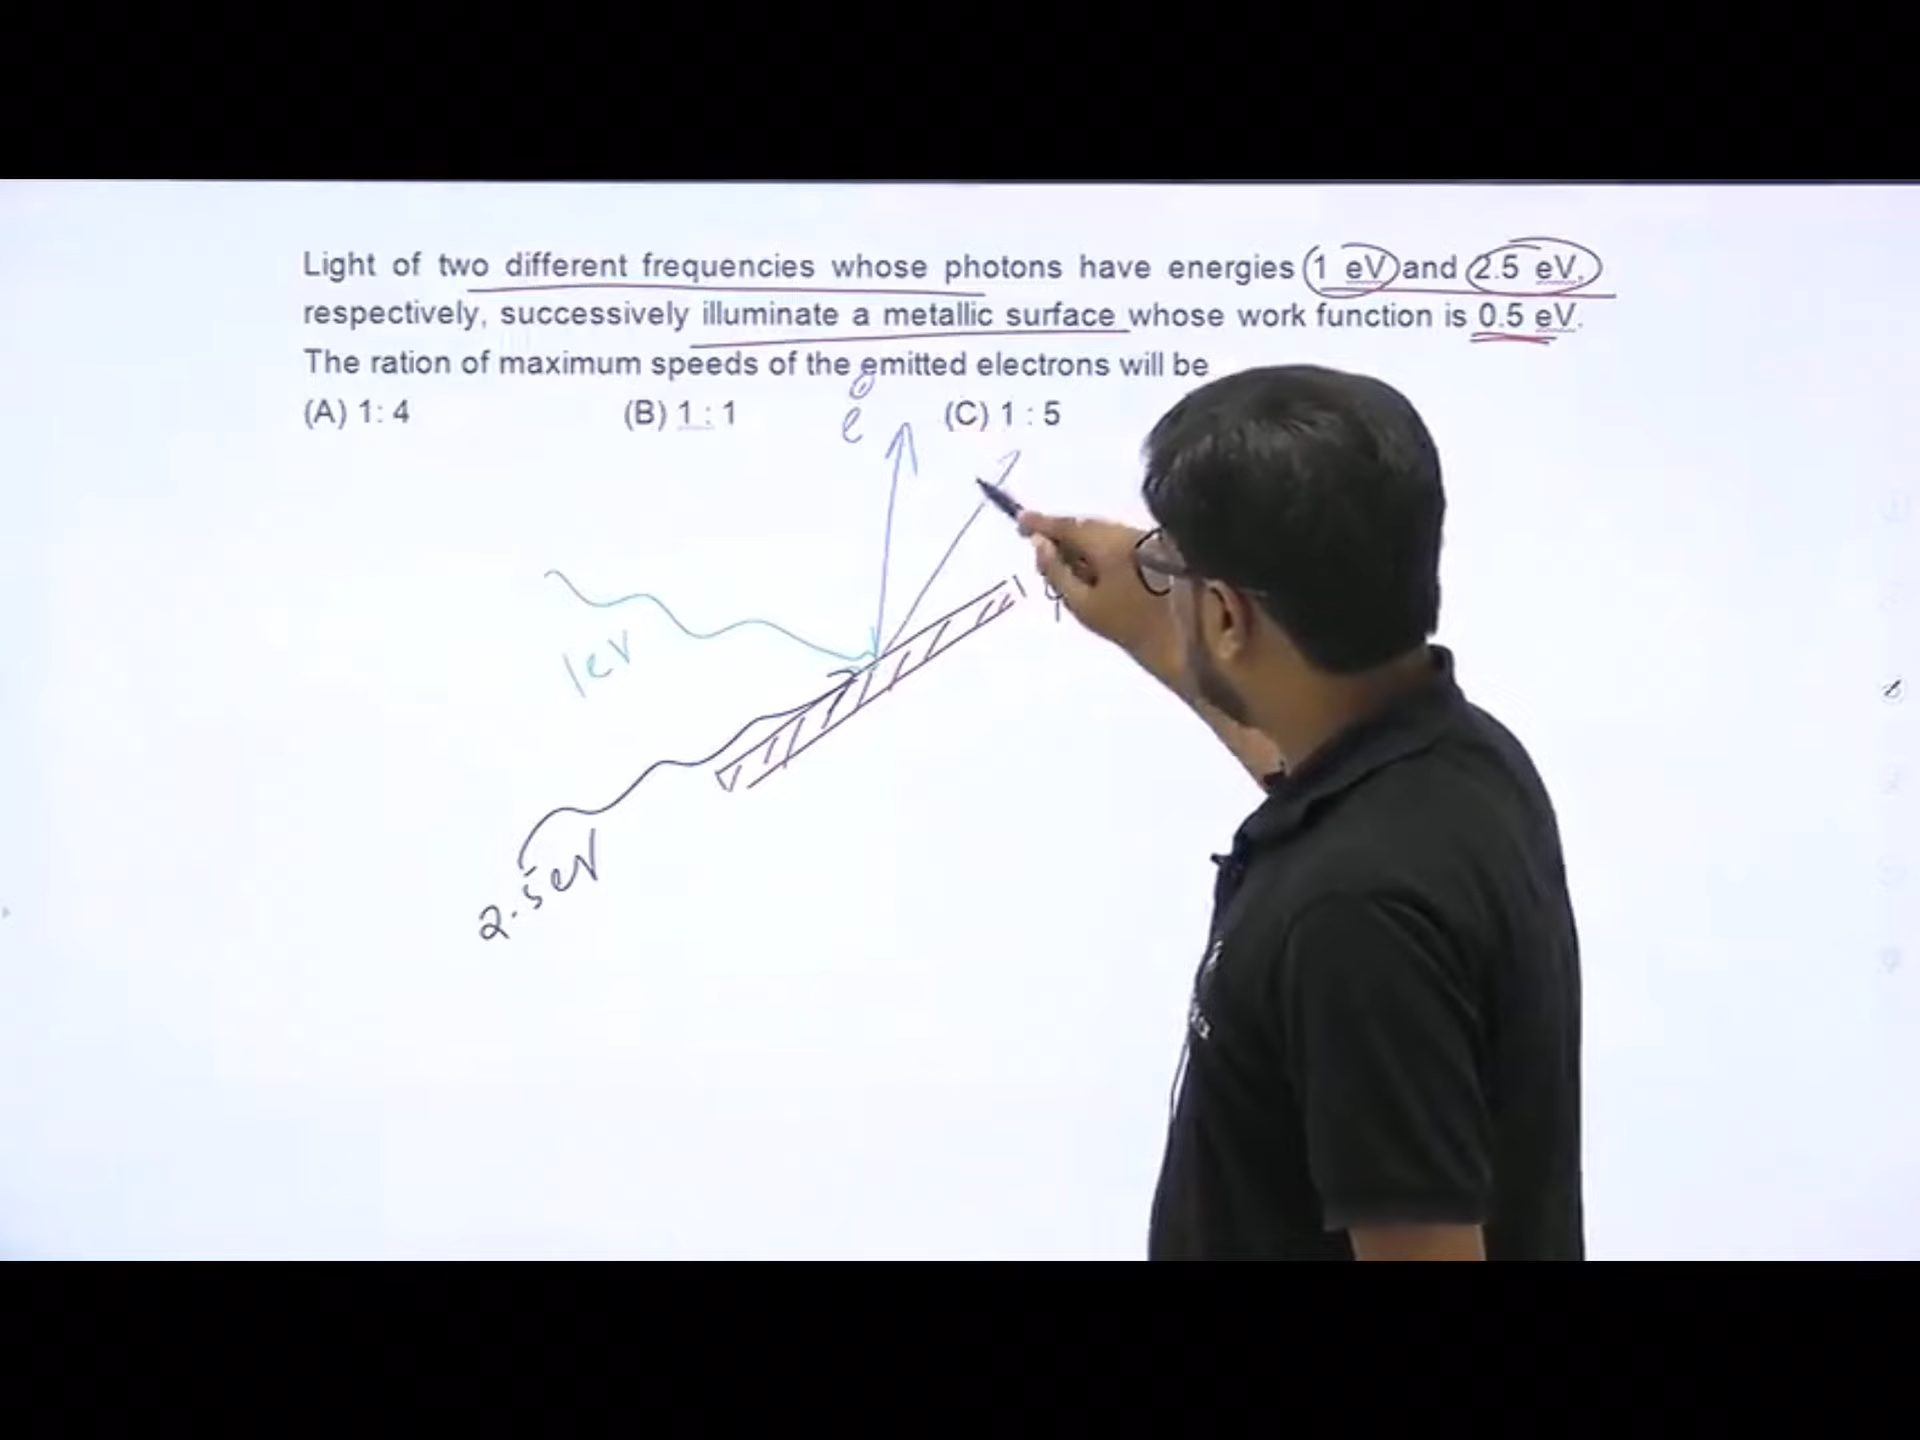 Light of two different frequencies whose photons have energies 1 eV and 2.5 eV.
respectively, successively illuminate a metallic surface whose work function is 0.5 eV.
The ration of maximum speeds of the emitted electrons will be
(A) 1: 4 (B) 1 : 1 (C) 1 : 5
e
1eV
2.5eV